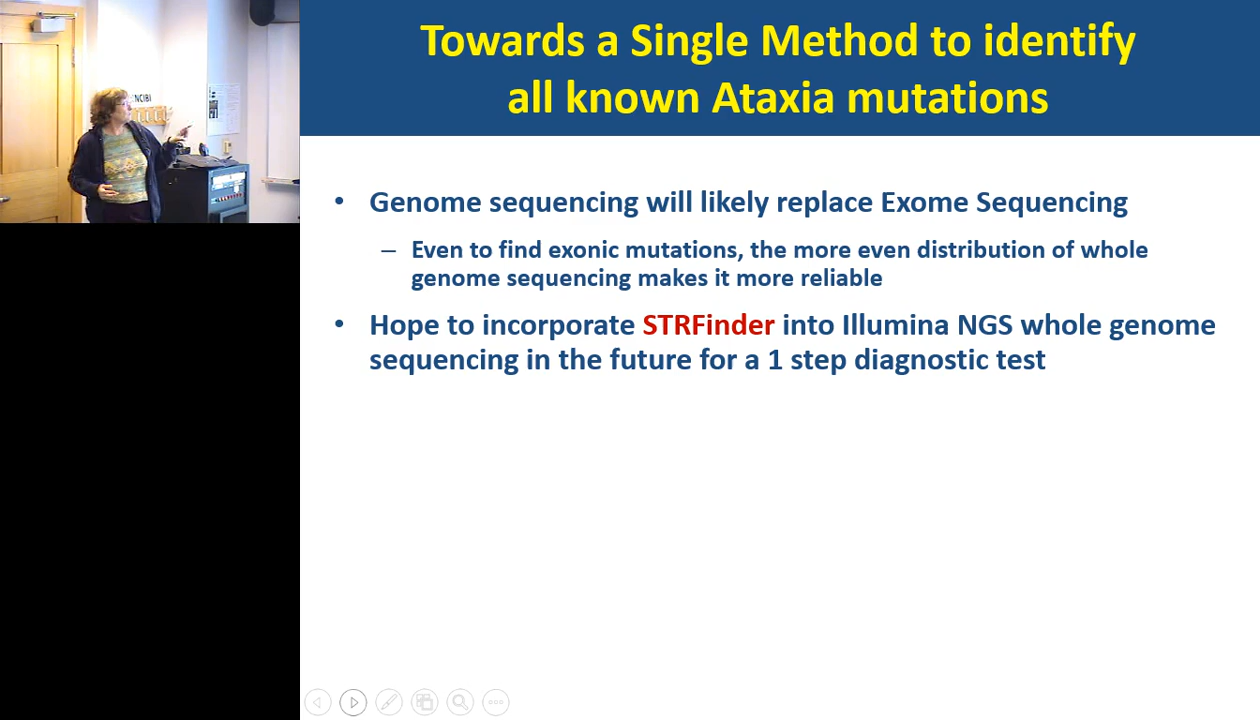 Towards a Single Method to identify
all known Ataxia mutations
• Genome sequencing will likely replace Exome Sequencing
– Even to find exonic mutations, the more even distribution of whole
genome sequencing makes it more reliable
• Hope to incorporate STRFinder into Illumina NGS whole genome
sequencing in the future for a 1 step diagnostic test
NCIBI